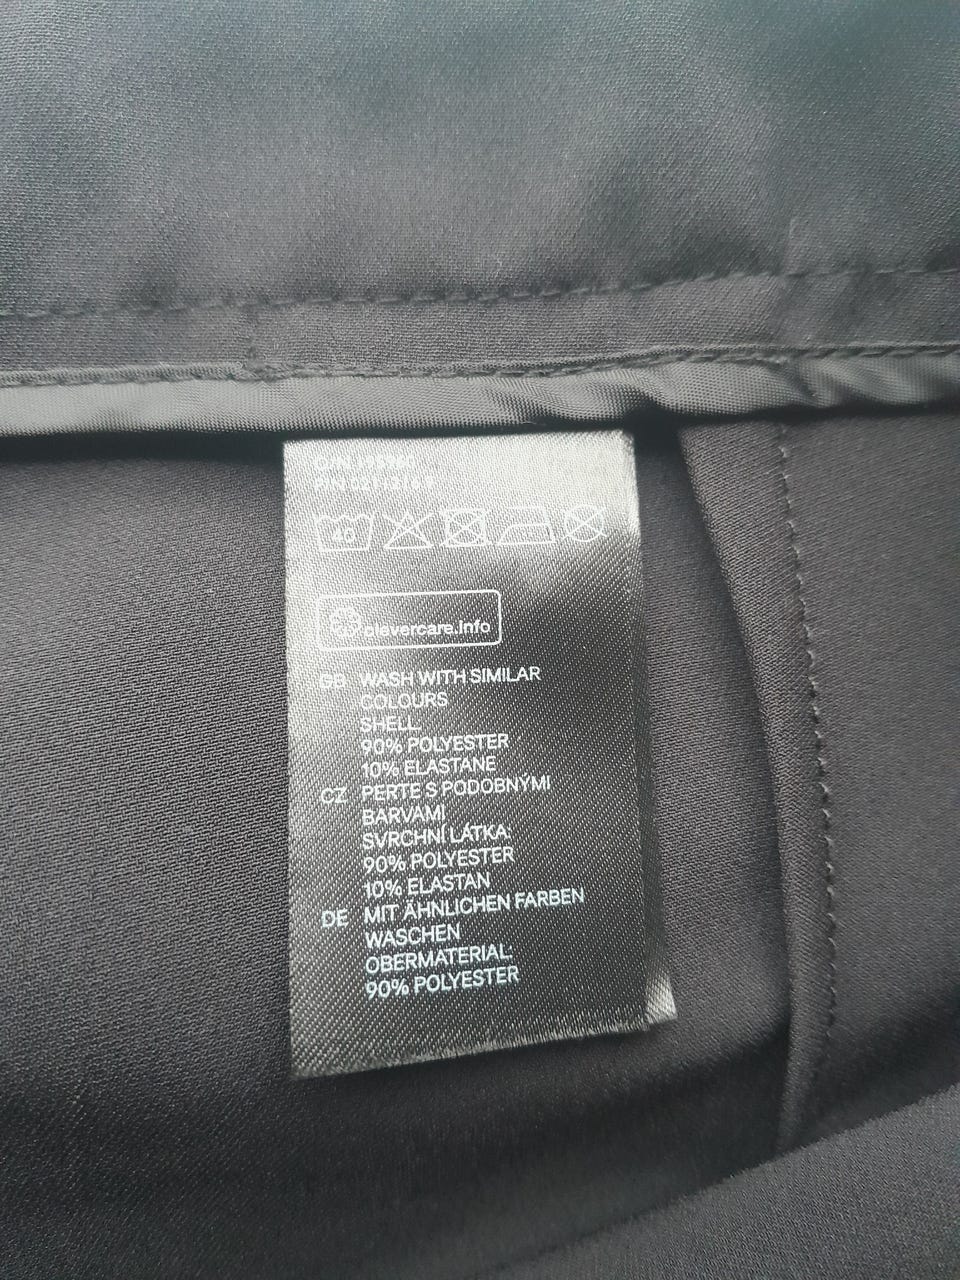 40
clevercare.info
GB WASH WITH SIMILAR
COLOURS
SHELL:
90% POLYESTER
10% ELASTANE
CZ PERTE S PODOBNÝMI
BARVAMI
SVRCHNÍ LÁTKA:
90% POLYESTER
10% ELASTAN
DE MIT ÄHNLICHEN FARBEN
WASCHEN
OBERMATERIAL:
90% POLYESTER